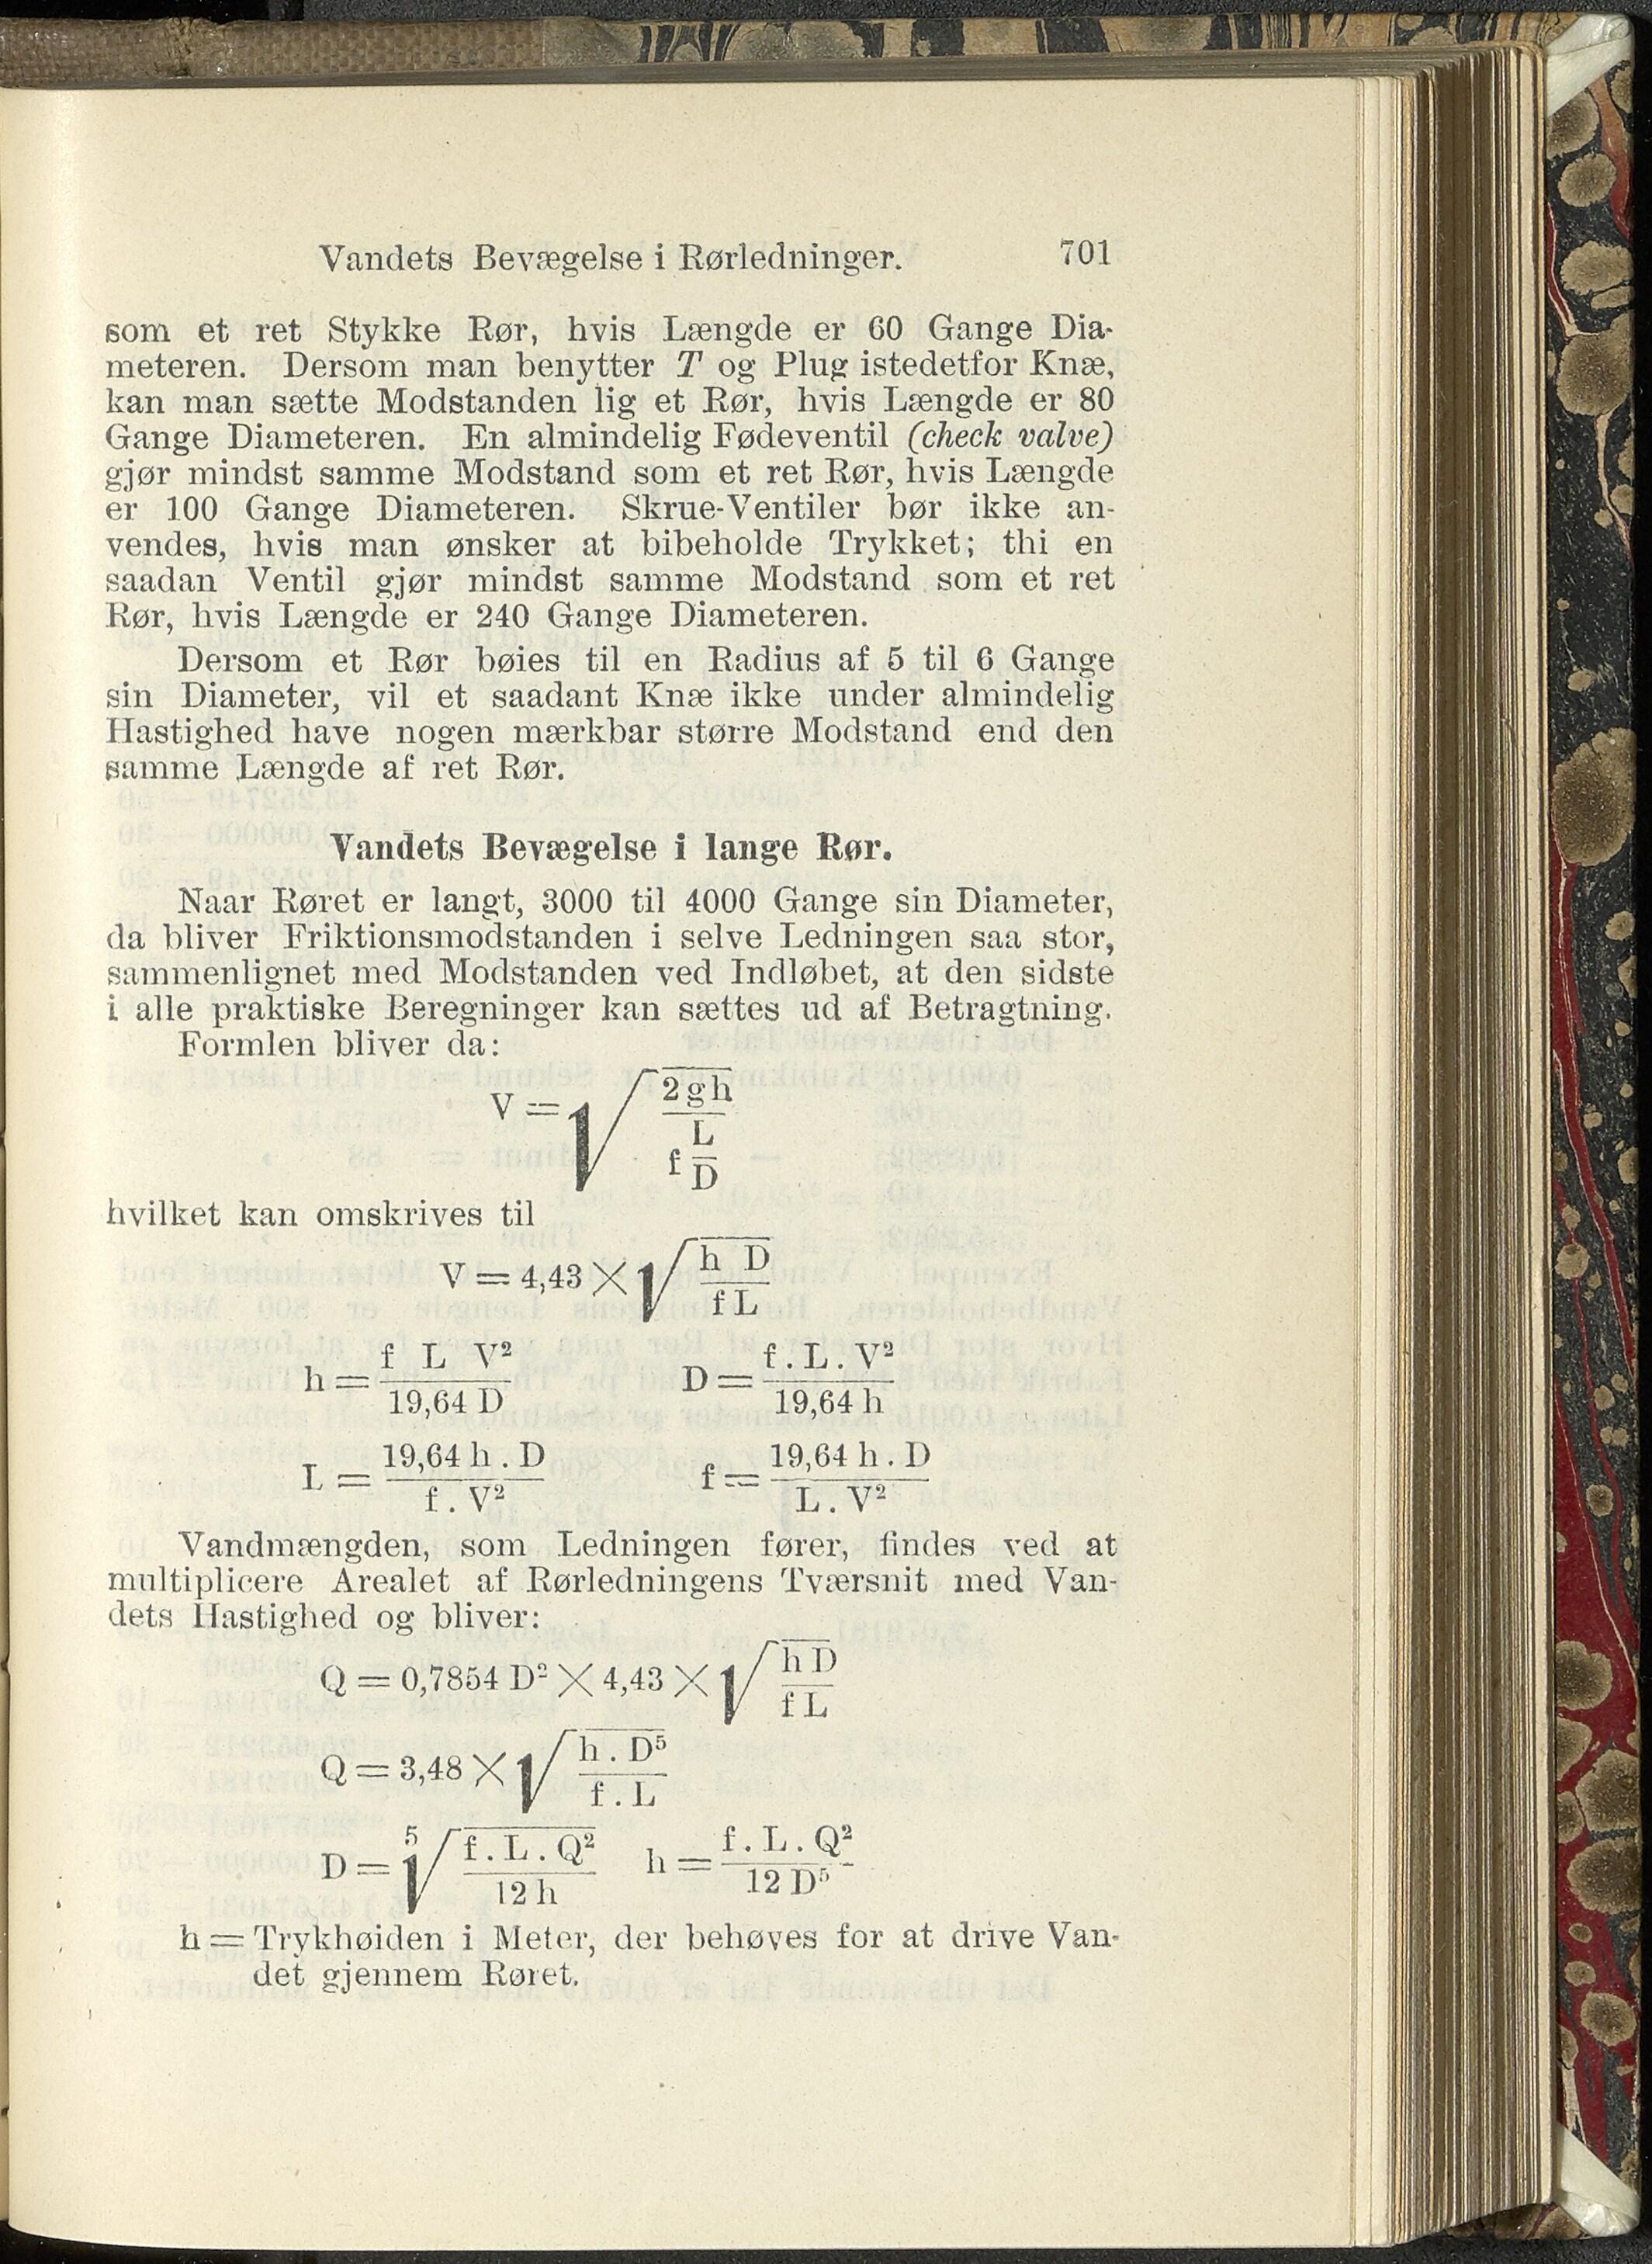 Vandets Bevægelse i Rørledninger. 701
som et ret Stykke Rør, hvis Længde er 60 Gange Dia-
meteren. Dersom man benytter T og Plug istedetfor Knæ,
kan man sætte Modstanden lig et Rør, hvis Længde er 80
Gange Diameteren. En almindelig Fødeventil (check valve)
gjør mindst samme Modstand som et ret Rør, hvis Længde
er 100 Gange Diameteren. Skrue-Ventiler bør ikke an-
vendes, hvis man ønsker at bibeholde Trykket; thi en
saadan Ventil gjør mindst samme Modstand som et ret
Rør, hvis Længde er 240 Gange Diameteren.
Dersom et Rør bøies til en Radius af 5 til 6 Gange
sin Diameter, vil et saadant Knæ ikke under almindelig
Hastighed have nogen mærkbar større Modstand end den
samme Længde af ret Rør.
Vandets Bevægelse i lange Rør.
Naar Røret er langt, 3000 til 4000 Gange sin Diameter,
da bliver Friktionsmodstanden i selve Ledningen saa stor,
sammenlignet med Modstanden ved Indløbet, at den sidste
i alle praktiske Beregninger kan sættes ud af Betragtning.
Formlen bliver da:
V = √(2gh / (f L/D))
hvilket kan omskrives til
V = 4,43 × √(h D / f L)
h = f L V² / 19,64 D   D = f . L . V² / 19,64 h
L = 19,64 h . D / f . V²   f = 19,64 h . D / L . V²
Vandmængden, som Ledningen fører, findes ved at
multiplicere Arealet af Rørledningens Tværsnit med Van-
dets Hastighed og bliver:
Q = 0,7854 D² × 4,43 × √(h D / f L)
Q = 3,48 × √(h . D⁵ / f . L)
D = ⁵√(f . L . Q² / 12 h)   h = f . L . Q² / 12 D⁵
h = Trykhøiden i Meter, der behøves for at drive Van-
det gjennem Røret.